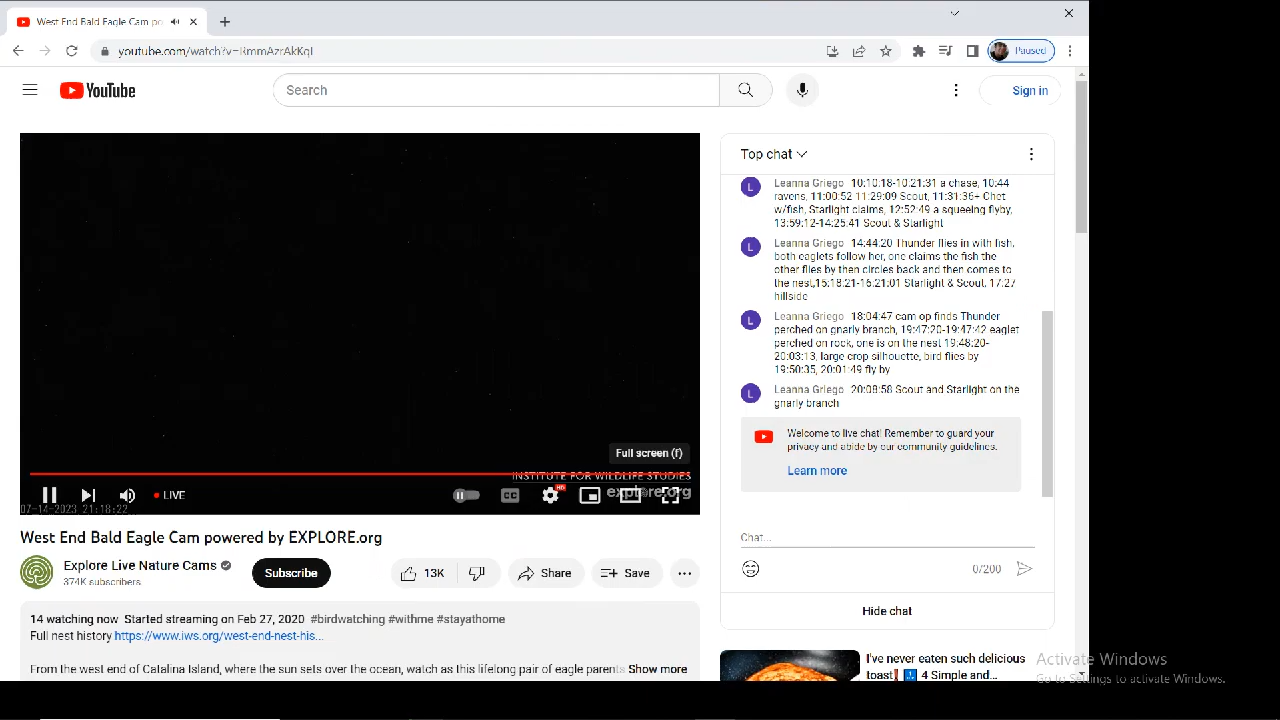 West End Bald Eagle Cam po
youtube.com/watch?v=RmmAzrAkKqI
Paused
YouTube
Search
Sign in
Full screen (f)
INSTITUTE FOR WILDLIFE STUDIES
explore.org
LIVE
CC
HD
07-14-2023 21:18:22
West End Bald Eagle Cam powered by EXPLORE.org
Explore Live Nature Cams
374K subscribers
Subscribe
13K
Share
Save
14 watching now Started streaming on Feb 27, 2020 #birdwatching #withme #stayathome
Full nest history https://www.iws.org/west-end-nest-his...
From the west end of Catalina Island, where the sun sets over the ocean, watch as this lifelong pair of eagle parents Show more
Top chat
L
Leanna Griego 10:10:18-10:21:31 a chase, 10:44
ravens, 11:00:52 11:29:09 Scout, 11:31:36+ Chet
w/fish, Starlight claims, 12:52:49 a squeeing flyby,
13:59:12-14:25:41 Scout & Starlight
L
Leanna Griego 14:44:20 Thunder flies in with fish,
both eaglets follow her, one claims the fish the
other flies by then circles back and then comes to
the nest,15:18:21-16:21:01 Starlight & Scout, 17:27
hillside
L
Leanna Griego 18:04:47 cam op finds Thunder
perched on gnarly branch, 19:47:20-19:47:42 eaglet
perched on rock, one is on the nest 19:48:20-
20:03:13, large crop silhouette, bird flies by
19:50:35, 20:01:49 fly by
L
Leanna Griego 20:08:58 Scout and Starlight on the
gnarly branch
Welcome to live chat! Remember to guard your
privacy and abide by our community guidelines.
Learn more
Chat...
0/200
Hide chat
I've never eaten such delicious
toast 4 Simple and...
Activate Windows
Go to Settings to activate Windows.